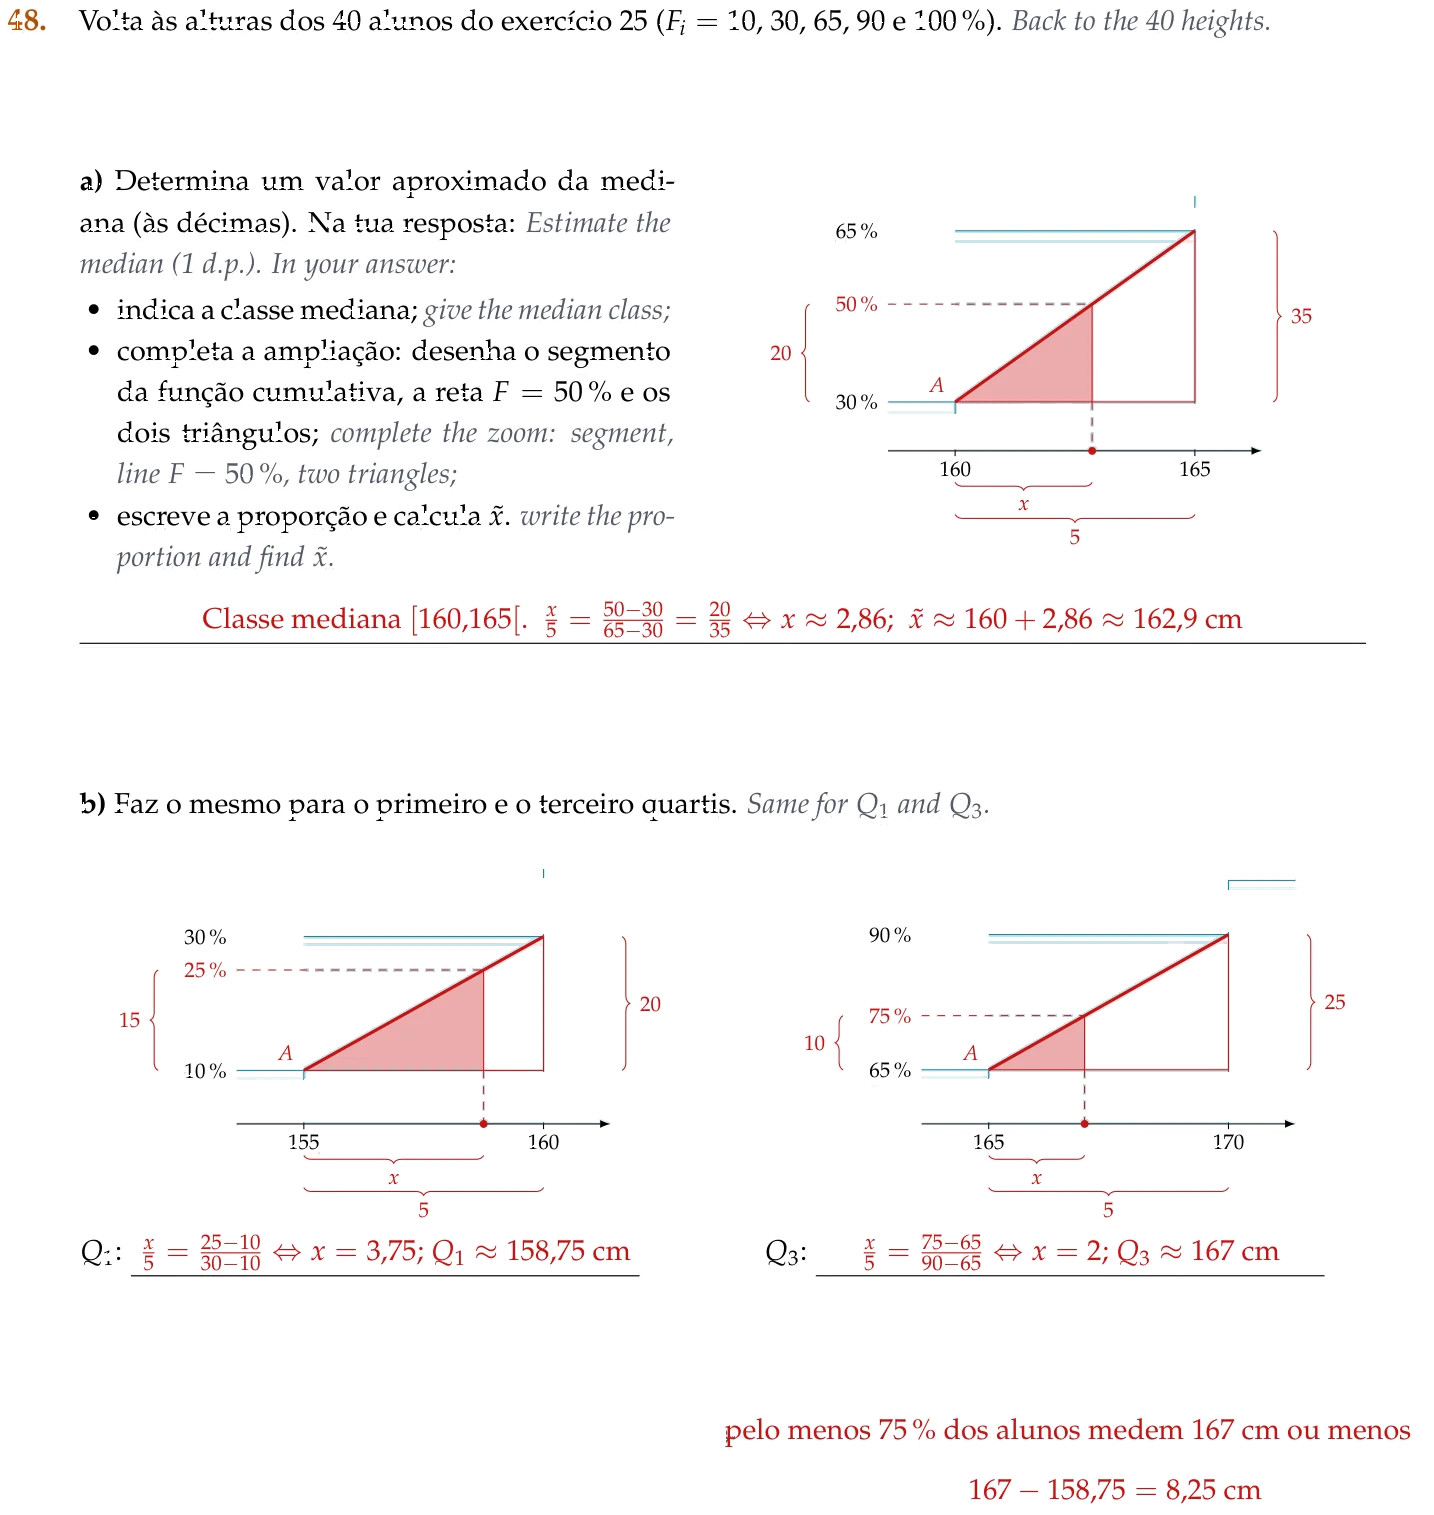 48. Volta às alturas dos 40 alunos do exercício 25 (Fi = 10, 30, 65, 90 e 100 %). Back to the 40 heights.
a) Determina um valor aproximado da medi-
ana (às décimas). Na tua resposta: Estimate the
median (1 d.p.). In your answer:
• indica a classe mediana; give the median class;
• completa a ampliação: desenha o segmento
da função cumulativa, a reta F = 50 % e os
dois triângulos; complete the zoom: segment,
line F = 50 %, two triangles;
• escreve a proporção e calcula x̃. write the pro-
portion and find x̃.
65 %
50 %
20
35
A
30 %
160 165
x
5
Classe mediana [160,165[. x/5 = (50−30)/(65−30) = 20/35 ⇔ x ≈ 2,86; x̃ ≈ 160 + 2,86 ≈ 162,9 cm
b) Faz o mesmo para o primeiro e o terceiro quartis. Same for Q1 and Q3.
30 %
25 %
15
20
A
10 %
155 160
x
5
90 %
75 %
10
25
A
65 %
165 170
x
5
Q1: x/5 = (25−10)/(30−10) ⇔ x = 3,75; Q1 ≈ 158,75 cm
Q3: x/5 = (75−65)/(90−65) ⇔ x = 2; Q3 ≈ 167 cm
pelo menos 75 % dos alunos medem 167 cm ou menos
167 − 158,75 = 8,25 cm